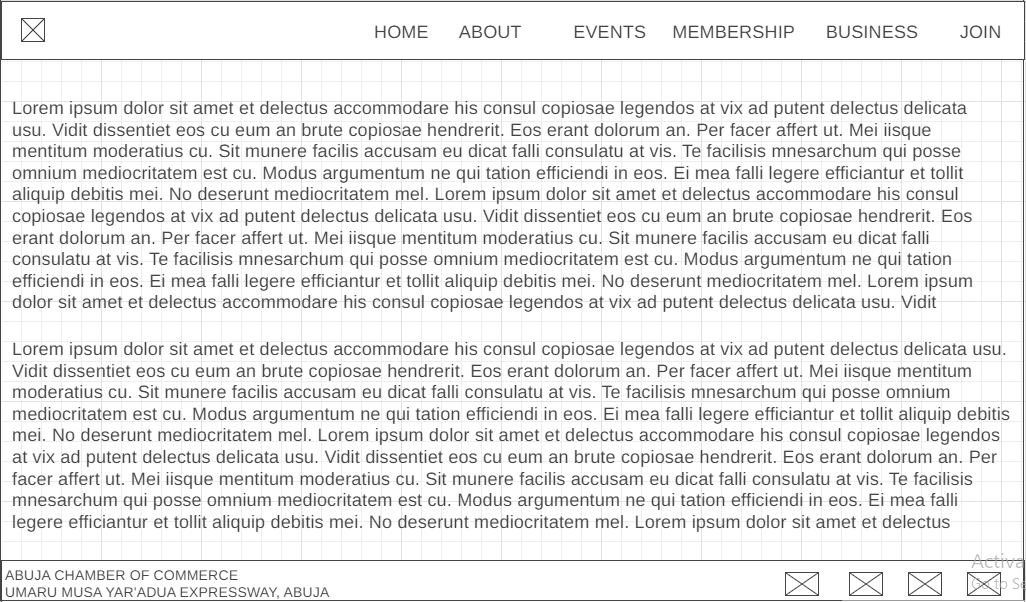 HOME ABOUT EVENTS MEMBERSHIP BUSINESS JOIN
Lorem ipsum dolor sit amet et delectus accommodare his consul copiosae legendos at vix ad putent delectus delicata
usu. Vidit dissentiet eos cu eum an brute copiosae hendrerit. Eos erant dolorum an. Per facer affert ut. Mei iisque
mentitum moderatius cu. Sit munere facilis accusam eu dicat falli consulatu at vis. Te facilisis mnesarchum qui posse
omnium mediocritatem est cu. Modus argumentum ne qui tation efficiendi in eos. Ei mea falli legere efficiantur et tollit
aliquip debitis mei. No deserunt mediocritatem mel. Lorem ipsum dolor sit amet et delectus accommodare his consul
copiosae legendos at vix ad putent delectus delicata usu. Vidit dissentiet eos cu eum an brute copiosae hendrerit. Eos
erant dolorum an. Per facer affert ut. Mei iisque mentitum moderatius cu. Sit munere facilis accusam eu dicat falli
consulatu at vis. Te facilisis mnesarchum qui posse omnium mediocritatem est cu. Modus argumentum ne qui tation
efficiendi in eos. Ei mea falli legere efficiantur et tollit aliquip debitis mei. No deserunt mediocritatem mel. Lorem ipsum
dolor sit amet et delectus accommodare his consul copiosae legendos at vix ad putent delectus delicata usu. Vidit
Lorem ipsum dolor sit amet et delectus accommodare his consul copiosae legendos at vix ad putent delectus delicata usu.
Vidit dissentiet eos cu eum an brute copiosae hendrerit. Eos erant dolorum an. Per facer affert ut. Mei iisque mentitum
moderatius cu. Sit munere facilis accusam eu dicat falli consulatu at vis. Te facilisis mnesarchum qui posse omnium
mediocritatem est cu. Modus argumentum ne qui tation efficiendi in eos. Ei mea falli legere efficiantur et tollit aliquip debitis
mei. No deserunt mediocritatem mel. Lorem ipsum dolor sit amet et delectus accommodare his consul copiosae legendos
at vix ad putent delectus delicata usu. Vidit dissentiet eos cu eum an brute copiosae hendrerit. Eos erant dolorum an. Per
facer affert ut. Mei iisque mentitum moderatius cu. Sit munere facilis accusam eu dicat falli consulatu at vis. Te facilisis
mnesarchum qui posse omnium mediocritatem est cu. Modus argumentum ne qui tation efficiendi in eos. Ei mea falli
legere efficiantur et tollit aliquip debitis mei. No deserunt mediocritatem mel. Lorem ipsum dolor sit amet et delectus
ABUJA CHAMBER OF COMMERCE
UMARU MUSA YAR'ADUA EXPRESSWAY, ABUJA
Activa
Go to Se